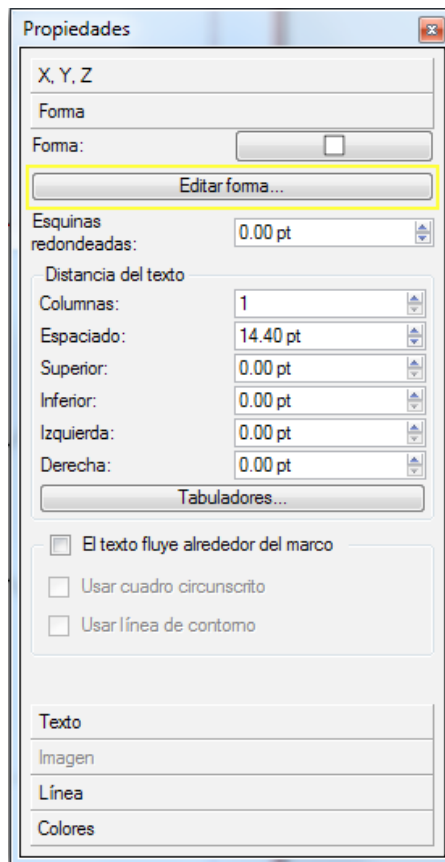 Propiedades
X, Y, Z
Forma
Forma:
Editar forma...
Esquinas
redondeadas:
0.00 pt
Distancia del texto
Columnas:
1
Espaciado:
14.40 pt
Superior:
0.00 pt
Inferior:
0.00 pt
Izquierda:
0.00 pt
Derecha:
0.00 pt
Tabuladores...
El texto fluye alrededor del marco
Usar cuadro circunscrito
Usar línea de contorno
Texto
Imagen
Línea
Colores